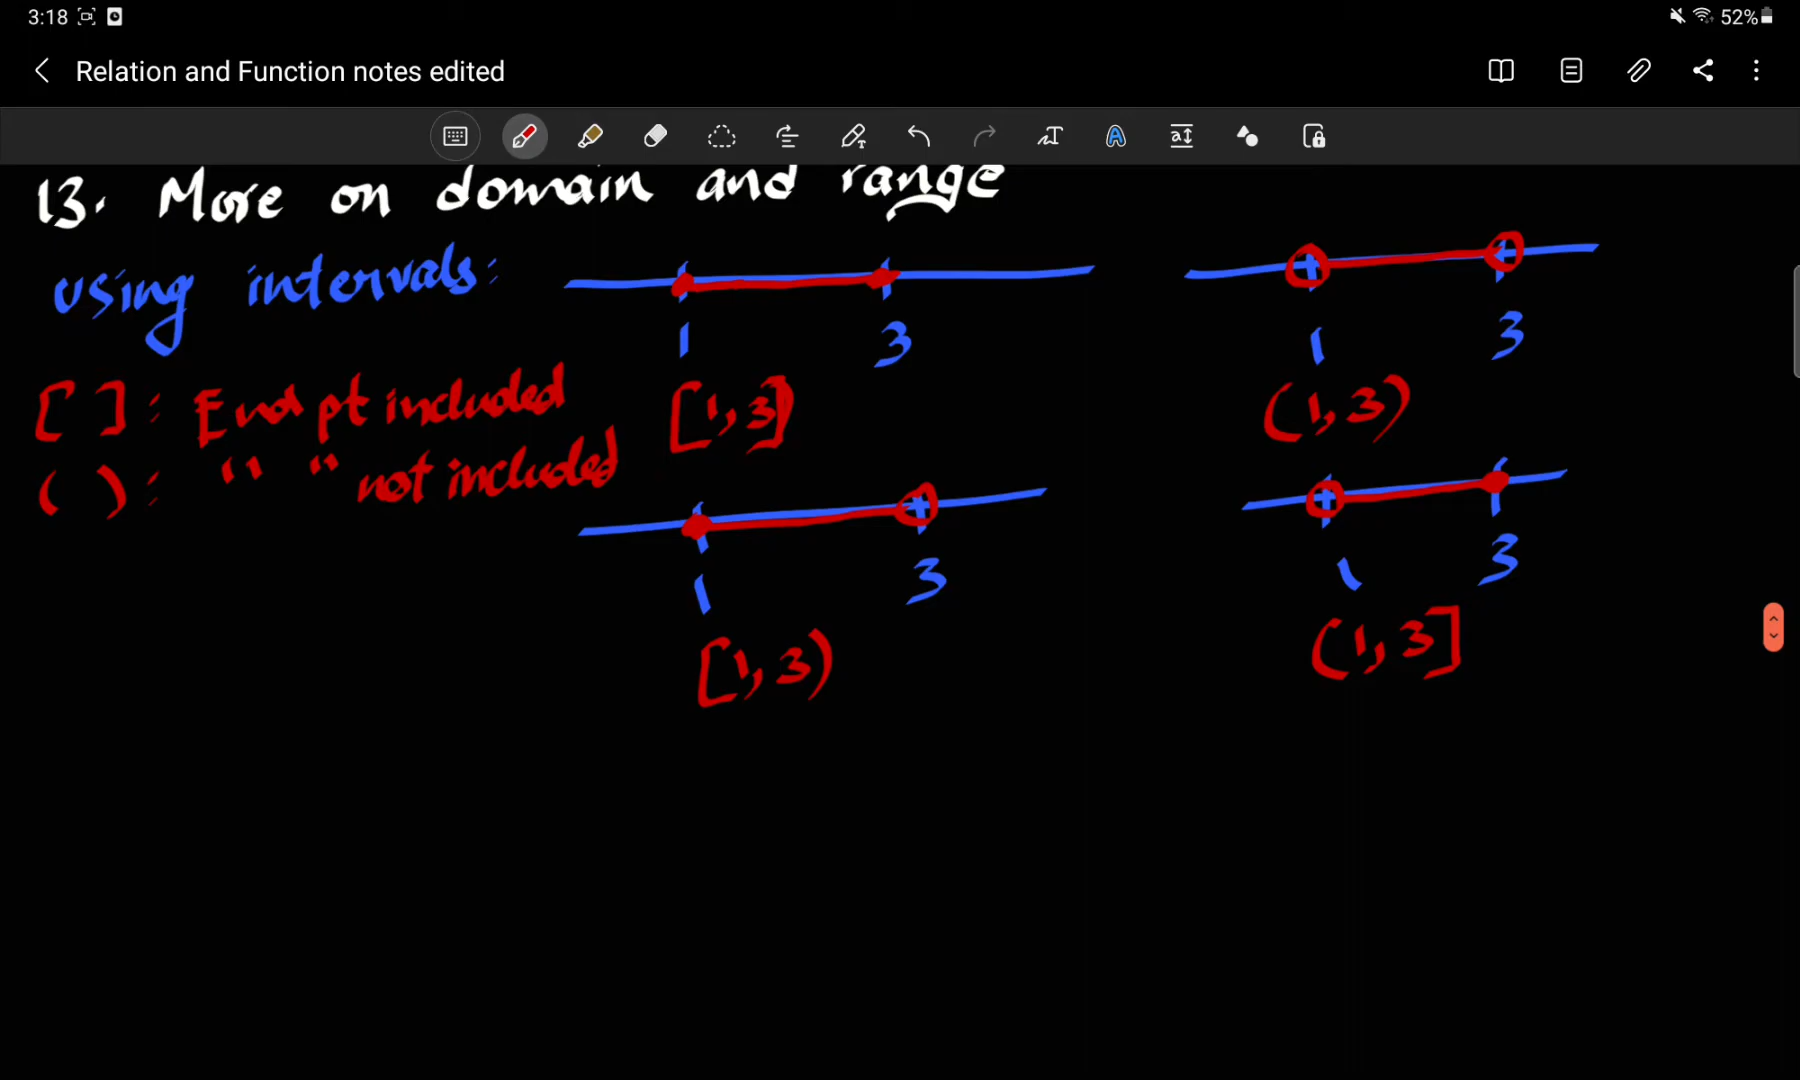 3:18
52%
Relation and Function notes edited
13. More on domain and range
using intervals:
1 3
1 3
[ ] : End pt included
[1, 3]
(1, 3)
( ) : " " not included
1 3
1 3
[1, 3)
(1, 3]